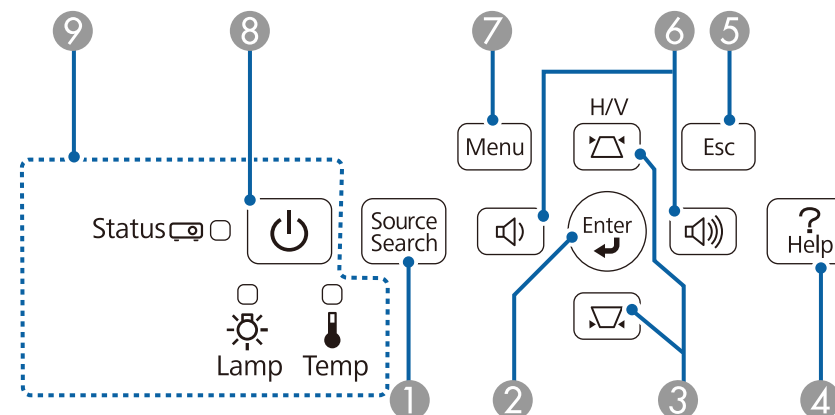 9 8 7 6 5
H/V
Menu
Esc
Status
Source
Search
Enter
?
Help
Lamp Temp
1 2 3 4